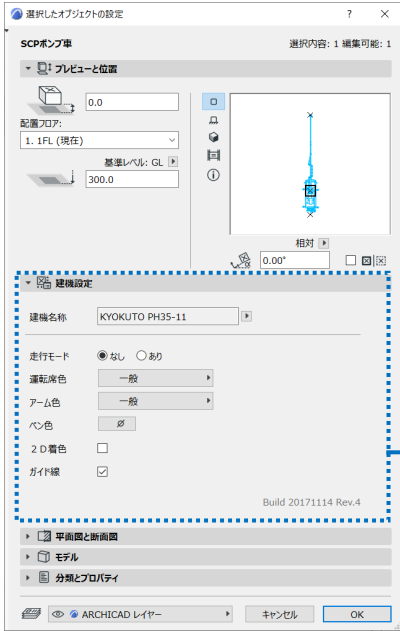 選択したオブジェクトの設定
? ×
SCPポンプ車 選択内容: 1 編集可能: 1
プレビューと位置
0.0
配置フロア:
1. 1FL (現在)
基準レベル: GL
300.0
相対
0.00°
建機設定
建機名称 KYOKUTO PH35-11
走行モード なし あり
運転席色 一般
アーム色 一般
ペン色
2D着色
ガイド線
Build 20171114 Rev.4
平面図と断面図
モデル
分類とプロパティ
ARCHICAD レイヤー キャンセル OK